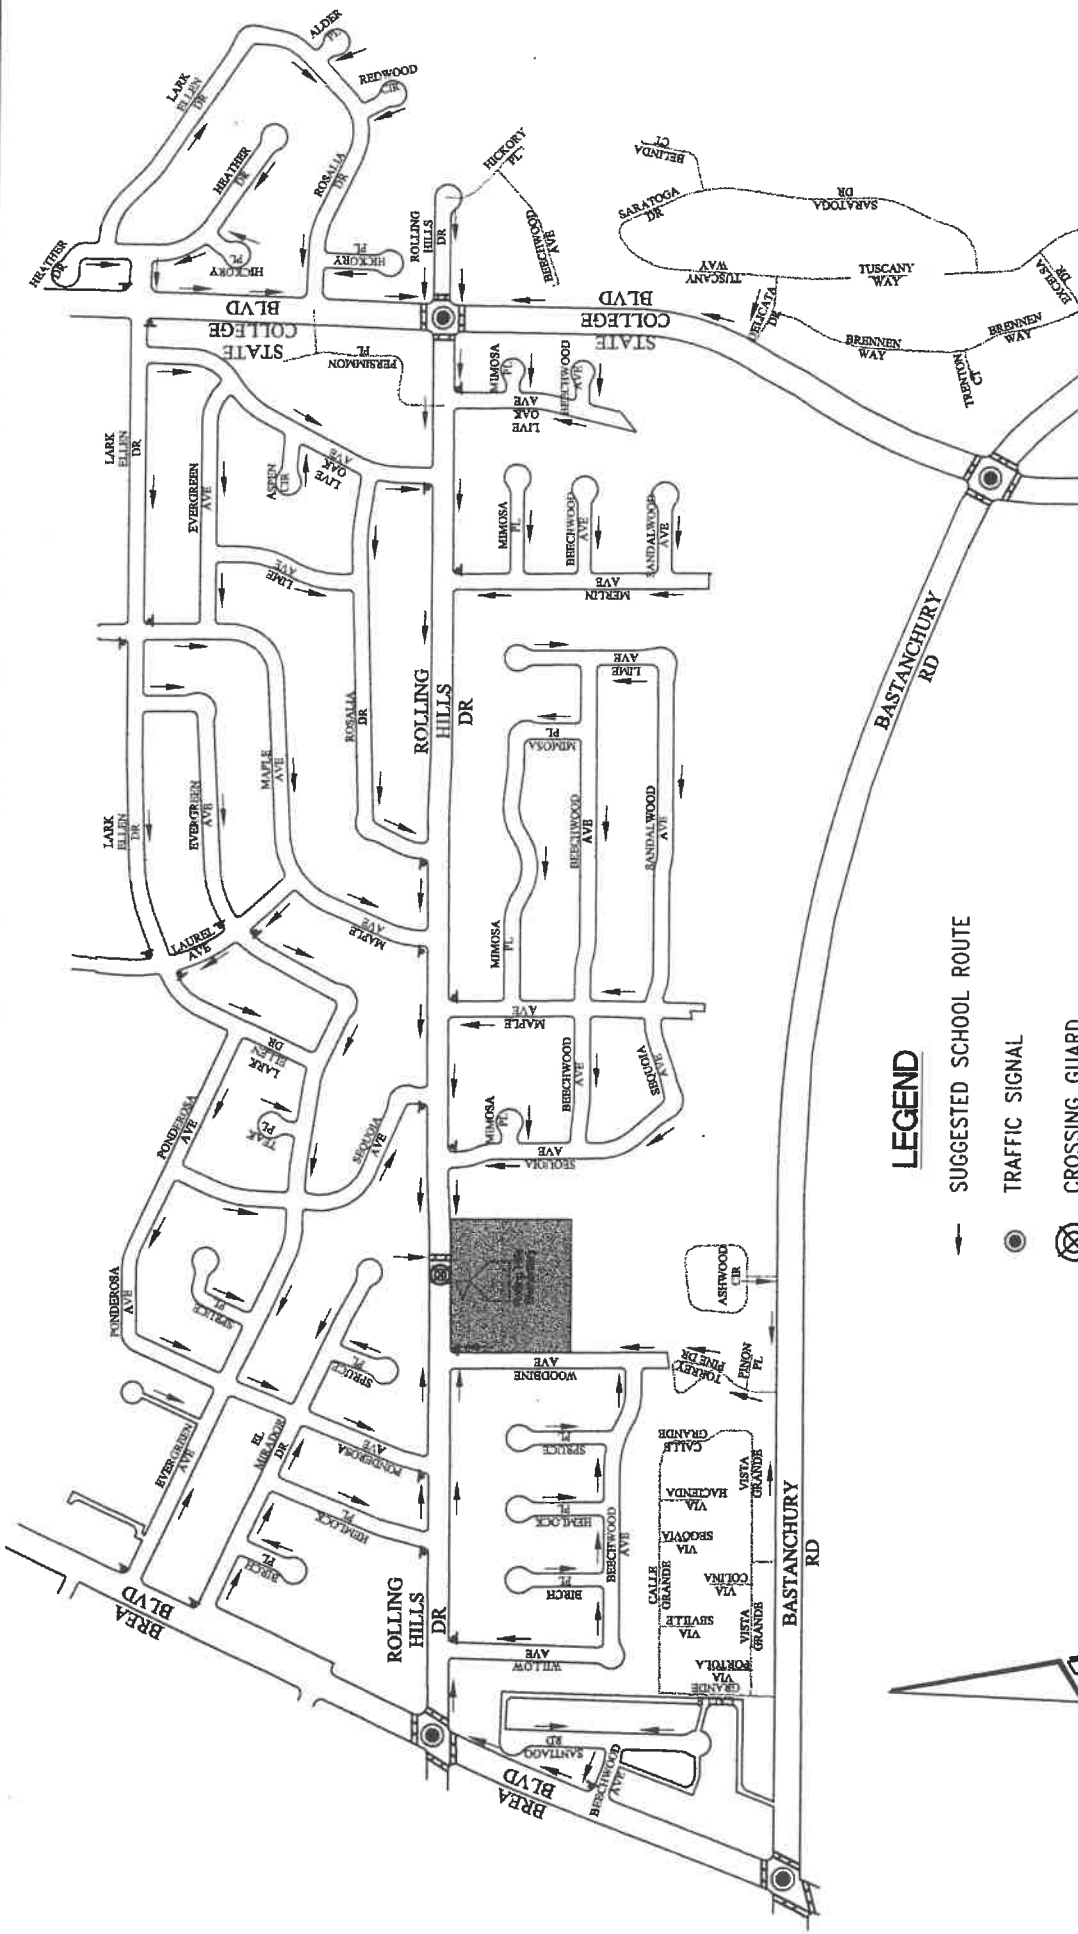 ALDER
PL
LARK
ELLEN
DR
REDWOOD
CIR
HEATHER
DR
HEATHER
DR
ROSALIA
DR
HICKORY
PL
HICKORY
PL
HICKORY
PL
ROLLING
HILLS
DR
BEECHWOOD
AVE
BELINDA
CT
SARATOGA
DR
SARATOGA
DR
TUSCANY
WAY
TUSCANY
WAY
EXCELSA
DR
DELICATA
DR
BRENNEN
WAY
BRENNEN
WAY
TRENTON
CT
STATE
COLLEGE
BLVD
STATE
COLLEGE
BLVD
PERSIMMON
PL
MIMOSA
PL
BEECHWOOD
AVE
LIVE
OAK
AVE
LARK
ELLEN
DR
EVERGREEN
AVE
ASPEN
CIR
LIVE
OAK
AVE
LIME
AVE
MIMOSA
PL
BEECHWOOD
AVE
SANDALWOOD
AVE
MERLIN
AVE
BASTANCHURY
RD
ROLLING
HILLS
DR
LIME
AVE
MIMOSA
PL
ROSALIA
DR
MAPLE
AVE
EVERGREEN
AVE
LARK
ELLEN
DR
BEECHWOOD
AVE
SANDALWOOD
AVE
LAUREL
AVE
MAPLE
AVE
MIMOSA
PL
MAPLE
AVE
LARK
ELLEN
DR
PONDEROSA
AVE
TEAK
PL
SEQUOIA
AVE
MIMOSA
PL
BEECHWOOD
AVE
SEQUOIA
AVE
SEQUOIA
AVE
PONDEROSA
AVE
SPRUCE
PL
SPRUCE
PL
ASHWOOD
CIR
WOODBINE
AVE
TORREY
PINE DR
PINON
PL
EVERGREEN
AVE
EL
MIRADOR
DR
PONDEROSA
AVE
HEMLOCK
PL
BIRCH
PL
SPRUCE
PL
HEMLOCK
PL
BIRCH
PL
BEECHWOOD
AVE
CALLE
GRANDE
VIA
HACIENDA
VISTA
GRANDE
VIA
SEGOVIA
CALLE
GRANDE
VIA
COLINA
VIA
SEVILLE
VISTA
GRANDE
VIA
PORTOLA
CALLE
GRANDE
BASTANCHURY
RD
BREA
BLVD
ROLLING
HILLS
DR
WILLOW
AVE
SANTIAGO
RD
BEECHWOOD
AVE
BREA
BLVD
LEGEND
SUGGESTED SCHOOL ROUTE
TRAFFIC SIGNAL
CROSSING GUARD